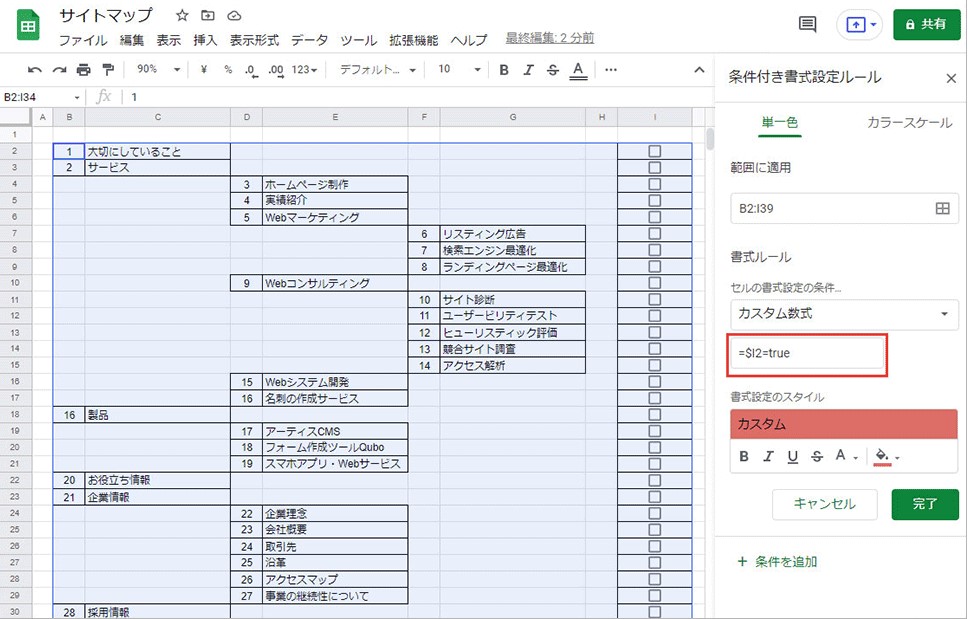 サイトマップ
ファイル 編集 表示 挿入 表示形式 データ ツール 拡張機能 ヘルプ 最終編集: 2 分前
共有
90% ¥ % .0 .00 123 デフォルト... 10 B I S A ...
B2:I34 fx 1
A B C D E F G H I
1
2 1 大切にしていること
3 2 サービス
4 3 ホームページ制作
5 4 実績紹介
6 5 Webマーケティング
7 6 リスティング広告
8 7 検索エンジン最適化
9 8 ランディングページ最適化
10 9 Webコンサルティング
11 10 サイト診断
12 11 ユーザービリティテスト
13 12 ヒューリスティック評価
14 13 競合サイト調査
15 14 アクセス解析
16 15 Webシステム開発
17 16 名刺の作成サービス
18 16 製品
19 17 アーティスCMS
20 18 フォーム作成ツールQubo
21 19 スマホアプリ・Webサービス
22 20 お役立ち情報
23 21 企業情報
24 22 企業理念
25 23 会社概要
26 24 取引先
27 25 沿革
28 26 アクセスマップ
29 27 事業の継続性について
30 28 採用情報
条件付き書式設定ルール
単一色 カラースケール
範囲に適用
B2:I39
書式ルール
セルの書式設定の条件...
カスタム数式
=$I2=true
書式設定のスタイル
カスタム
B I U S A
キャンセル 完了
+ 条件を追加